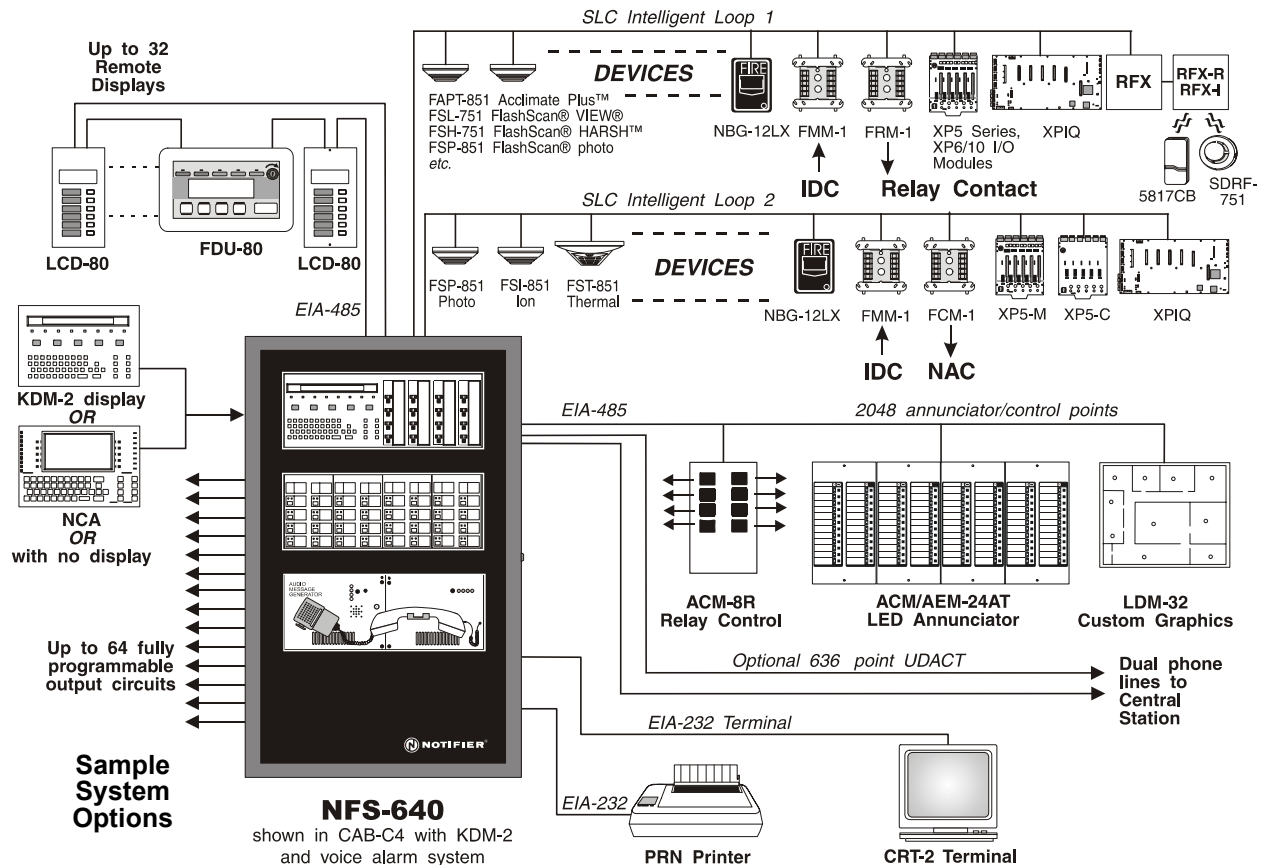 SLC Intelligent Loop 1
Up to 32
Remote
Displays
DEVICES
FIRE
RFX
RFX-R
RFX-I
FAPT-851 Acclimate Plus™
FSL-751 FlashScan® VIEW®
FSH-751 FlashScan® HARSH™
FSP-851 FlashScan® photo
etc.
NBG-12LX
FMM-1
FRM-1
XP5 Series,
XP6/10 I/O
Modules
XPIQ
IDC
Relay Contact
5817CB
SDRF-
751
LCD-80
FDU-80
LCD-80
SLC Intelligent Loop 2
DEVICES
FIRE
FSP-851
Photo
FSI-851
Ion
FST-851
Thermal
NBG-12LX
FMM-1
FCM-1
XP5-M
XP5-C
XPIQ
IDC
NAC
EIA-485
KDM-2 display
OR
NCA
OR
with no display
EIA-485
2048 annunciator/control points
ACM-8R
Relay Control
ACM/AEM-24AT
LED Annunciator
LDM-32
Custom Graphics
AUDIO
MESSAGE
GENERATOR
Up to 64 fully
programmable
output circuits
Optional 636 point UDACT
Dual phone
lines to
Central
Station
EIA-232 Terminal
NOTIFIER®
Sample
System
Options
NFS-640
shown in CAB-C4 with KDM-2
and voice alarm system
EIA-232
PRN Printer
CRT-2 Terminal